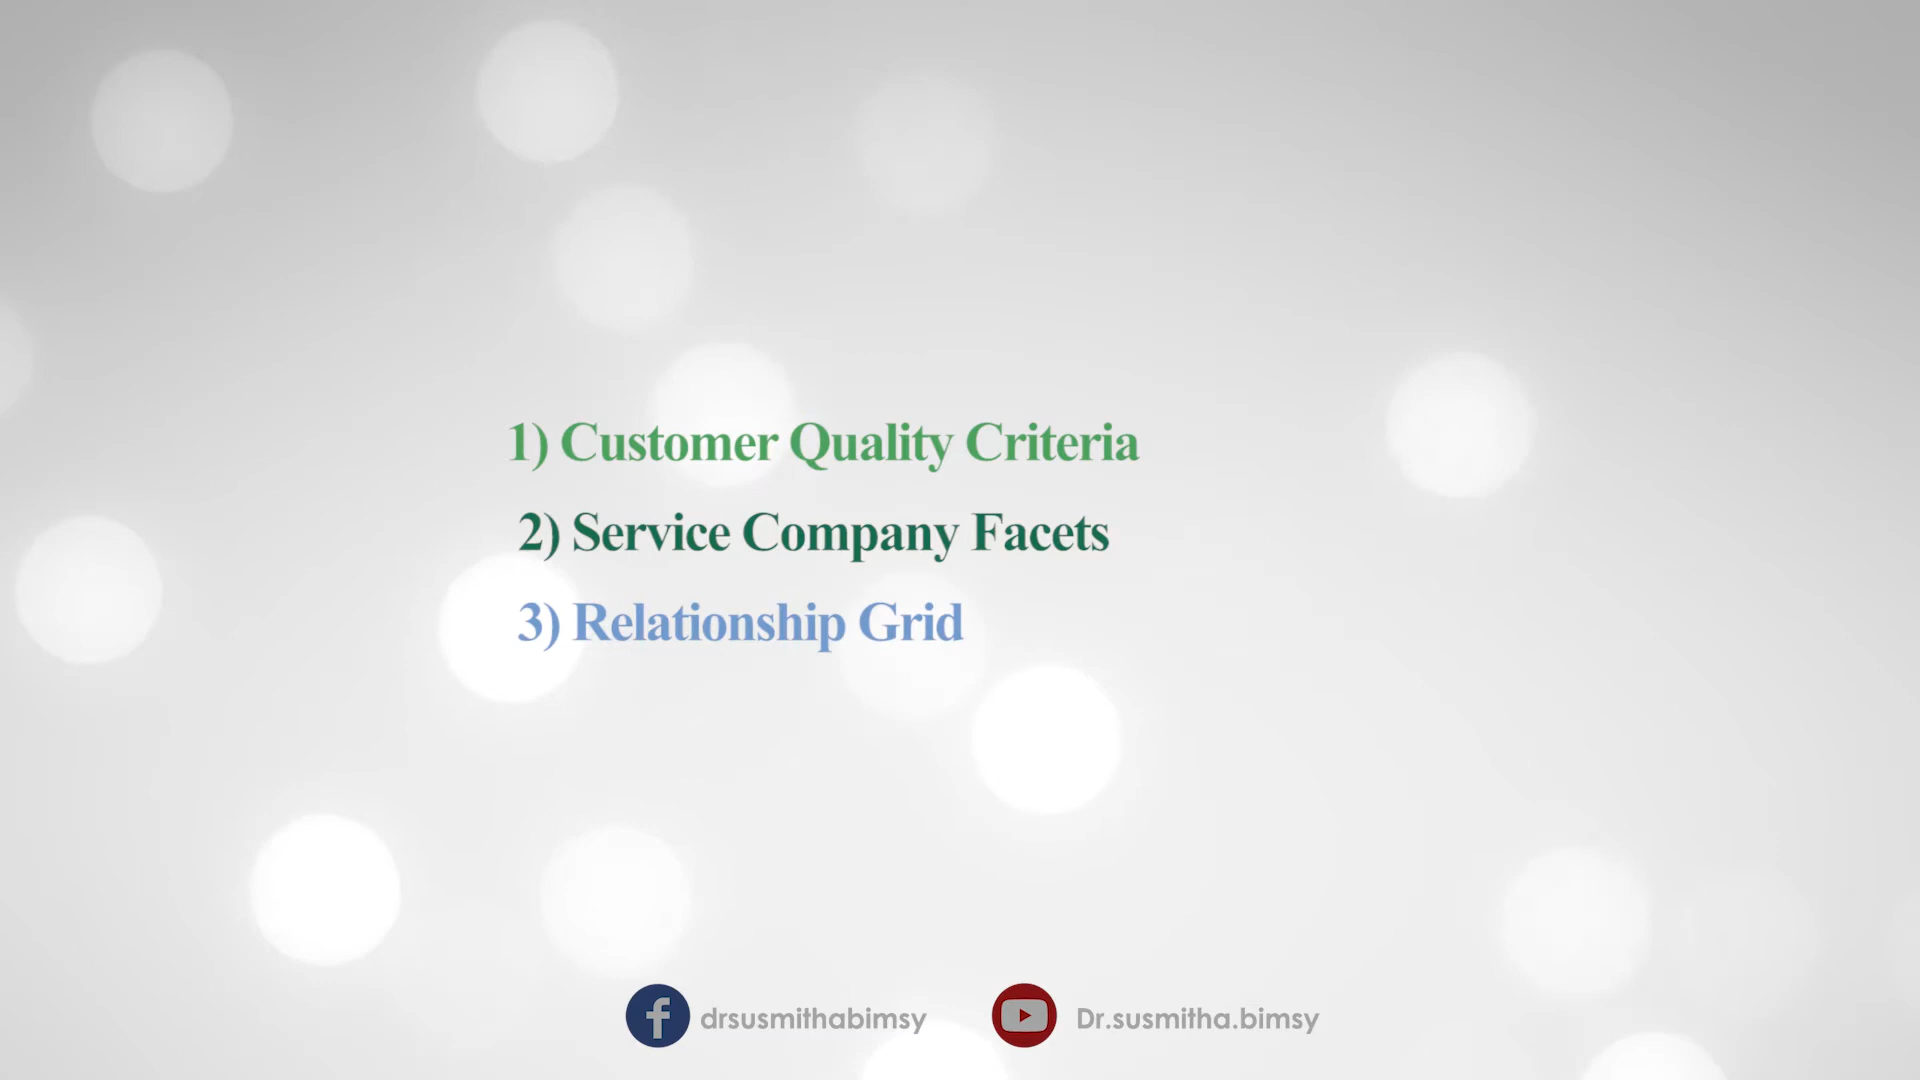 1) Customer Quality Criteria
2) Service Company Facets
3) Relationship Grid
drsusmithabimsy
Dr.susmitha.bimsy